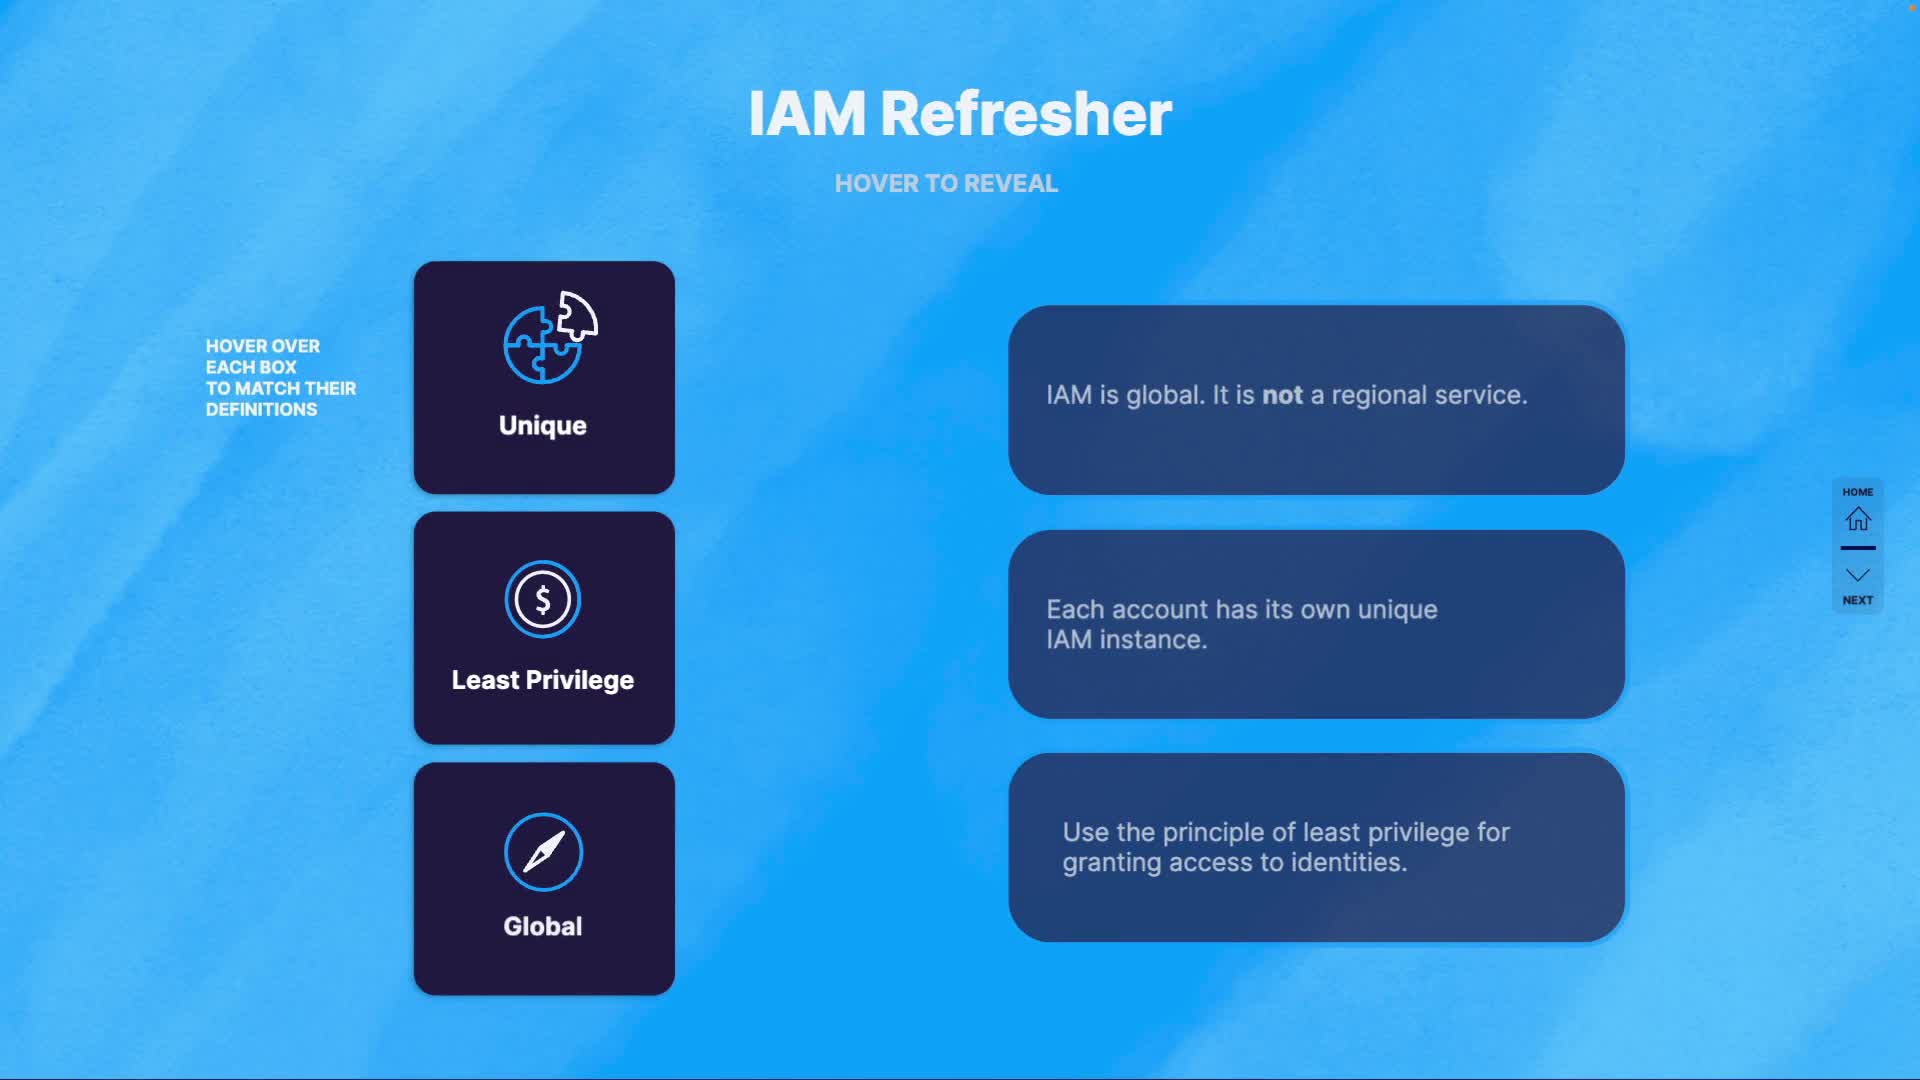 IAM Refresher
HOVER TO REVEAL
HOVER OVER
EACH BOX
TO MATCH THEIR
DEFINITIONS
Unique
$
Least Privilege
Global
IAM is global. It is not a regional service.
Each account has its own unique
IAM instance.
Use the principle of least privilege for
granting access to identities.
HOME
NEXT